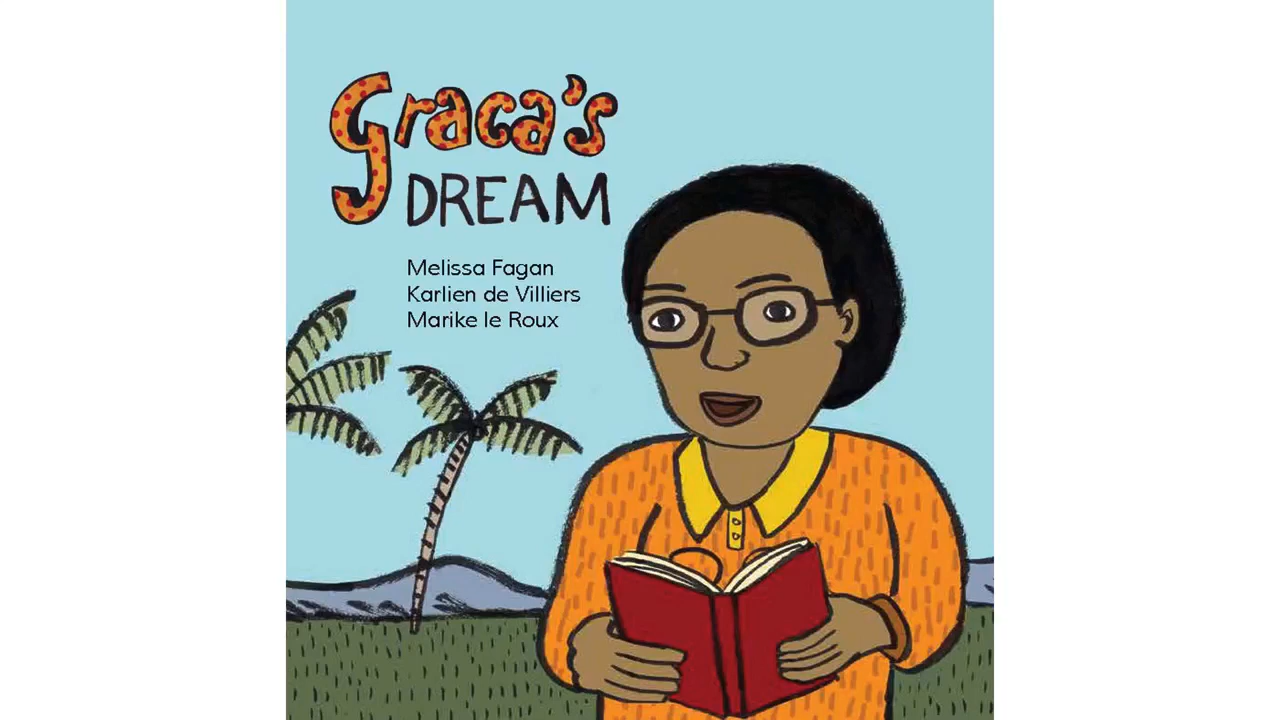 Graca's
DREAM
Melissa Fagan
Karlien de Villiers
Marike le Roux